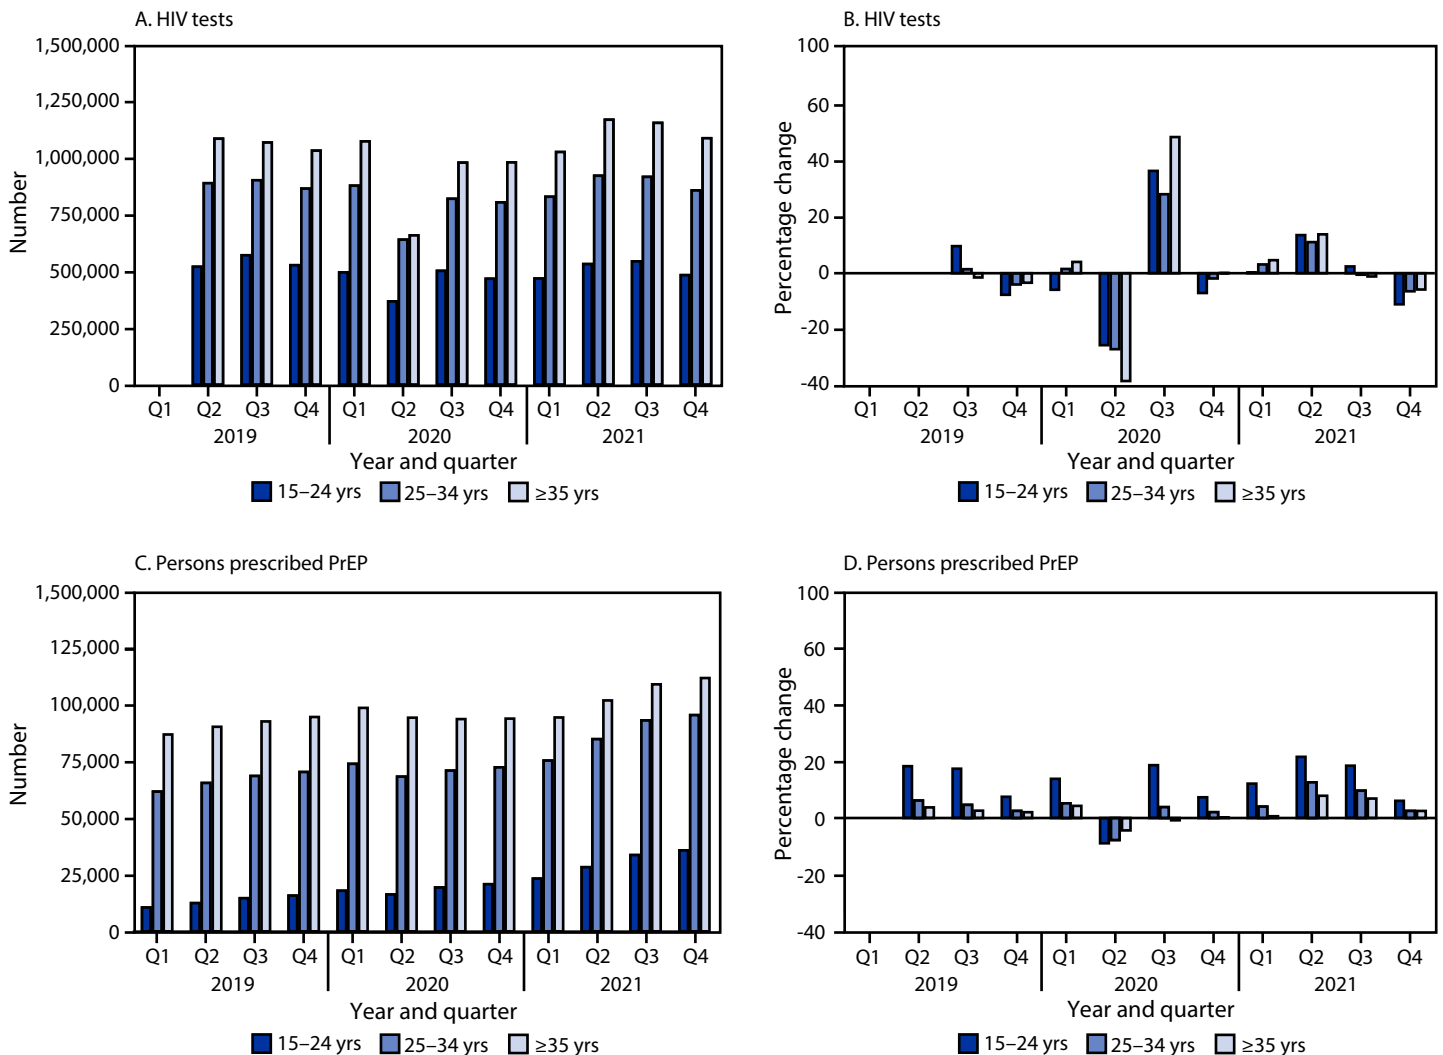 A. HIV tests
1,500,000
1,250,000
1,000,000
750,000
500,000
250,000
0
Number
Q1 Q2 Q3 Q4 Q1 Q2 Q3 Q4 Q1 Q2 Q3 Q4
2019 2020 2021
Year and quarter
15–24 yrs 25–34 yrs ≥35 yrs
B. HIV tests
100
60
40
20
0
-20
-40
Percentage change
Q1 Q2 Q3 Q4 Q1 Q2 Q3 Q4 Q1 Q2 Q3 Q4
2019 2020 2021
Year and quarter
15–24 yrs 25–34 yrs ≥35 yrs
C. Persons prescribed PrEP
1,500,000
125,000
100,000
75,000
50,000
25,000
0
Number
Q1 Q2 Q3 Q4 Q1 Q2 Q3 Q4 Q1 Q2 Q3 Q4
2019 2020 2021
Year and quarter
15–24 yrs 25–34 yrs ≥35 yrs
D. Persons prescribed PrEP
100
60
40
20
0
-20
-40
Percentage change
Q1 Q2 Q3 Q4 Q1 Q2 Q3 Q4 Q1 Q2 Q3 Q4
2019 2020 2021
Year and quarter
15–24 yrs 25–34 yrs ≥35 yrs